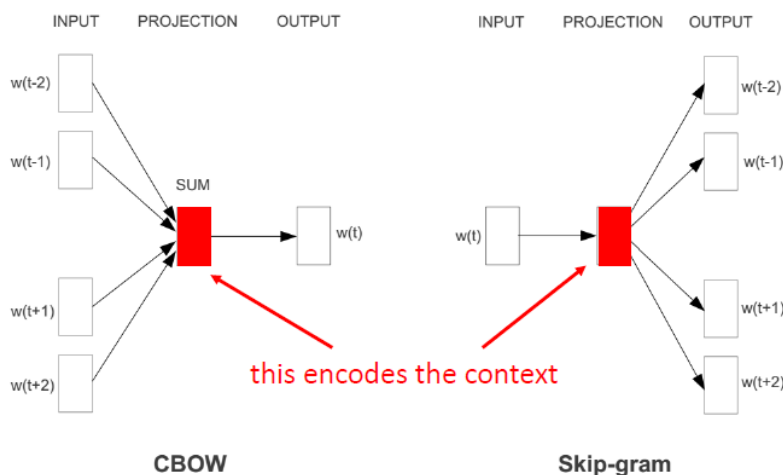 INPUT PROJECTION OUTPUT
w(t-2)
w(t-1)
SUM
w(t)
w(t+1)
w(t+2)
CBOW
INPUT PROJECTION OUTPUT
w(t-2)
w(t-1)
w(t)
w(t+1)
w(t+2)
Skip-gram
this encodes the context